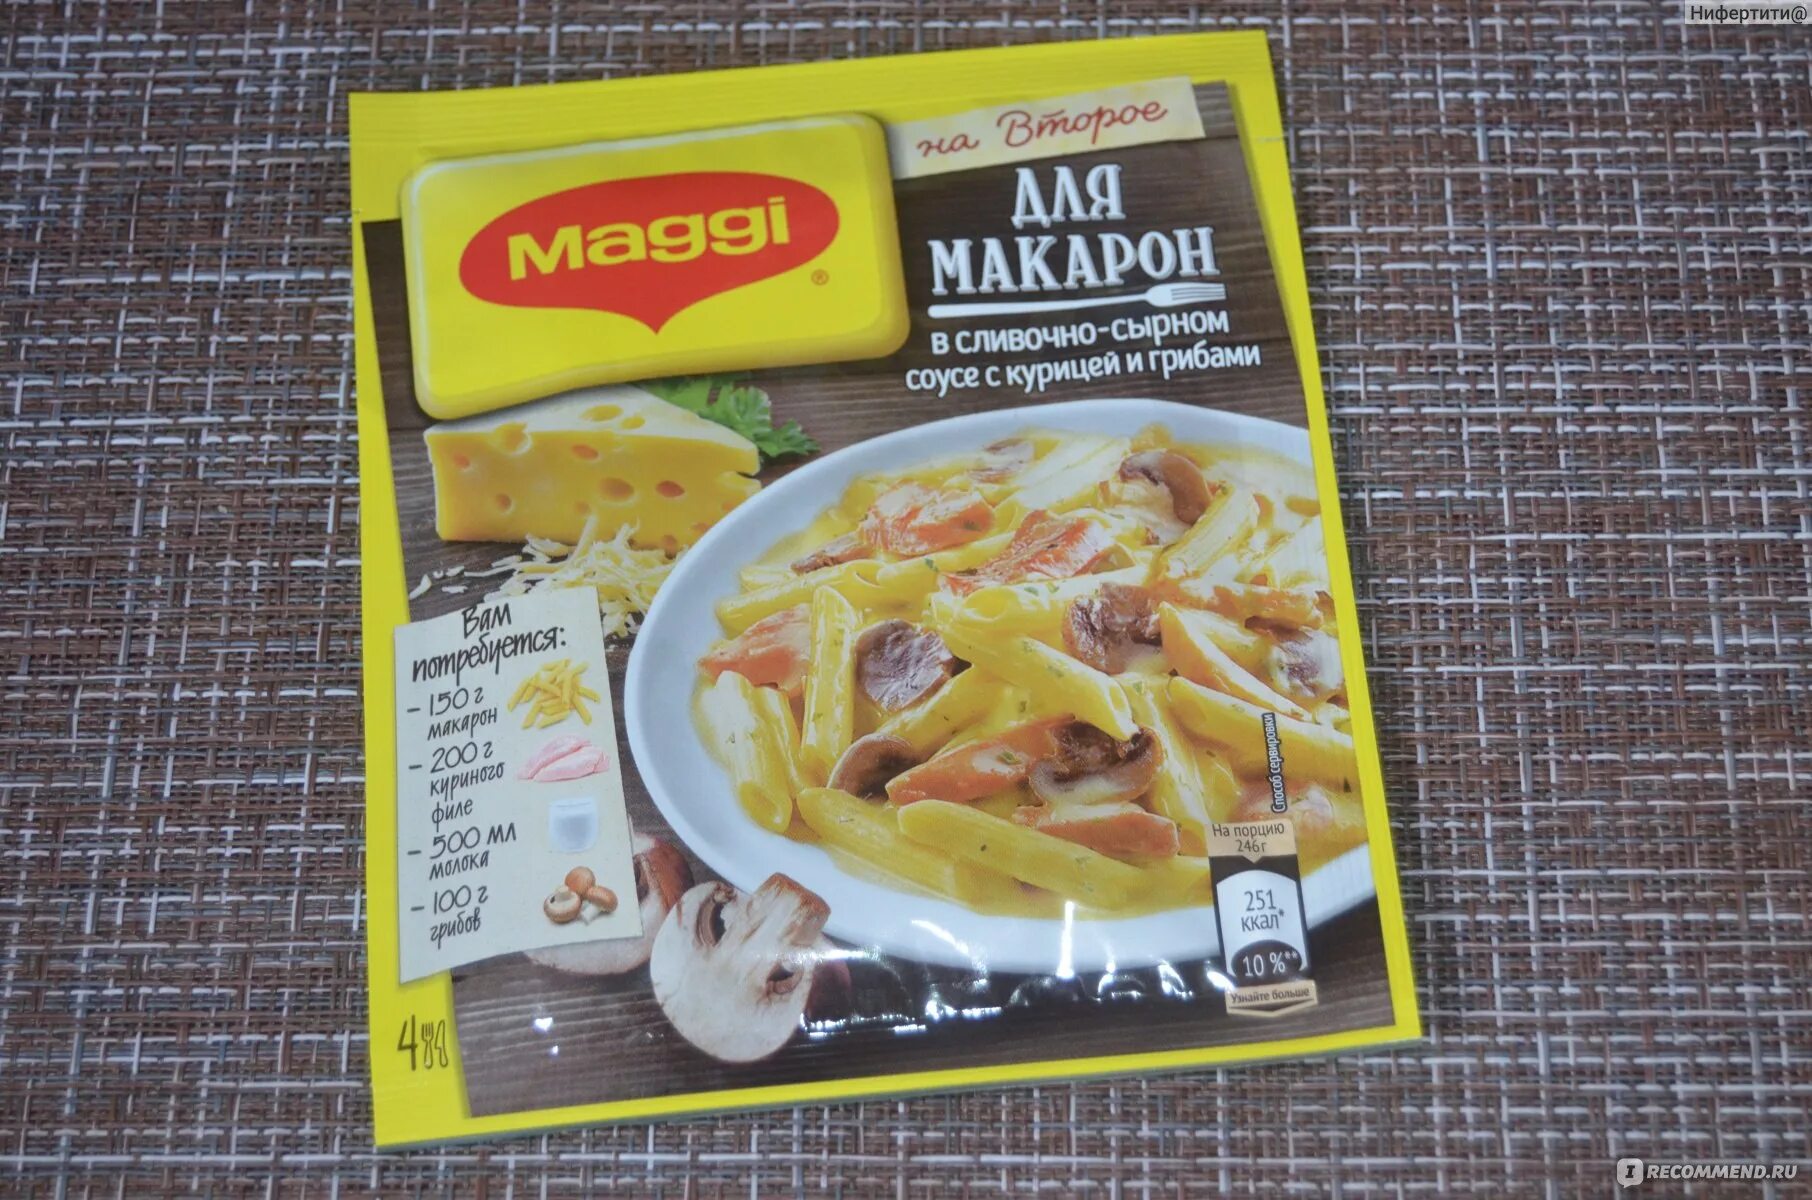 Нифертити@
на Второе
Maggi
®
ДЛЯ
МАКАРОН
в сливочно-сырном
соусе с курицей и грибами
Вам
потребуется:
- 150 г
макарон
- 200 г
куриного
филе
- 500 мл
молока
- 100 г
грибов
Способ сервировки
На порцию
246г
251
ккал*
10 %**
Узнайте больше
4
I RECOMMEND.RU